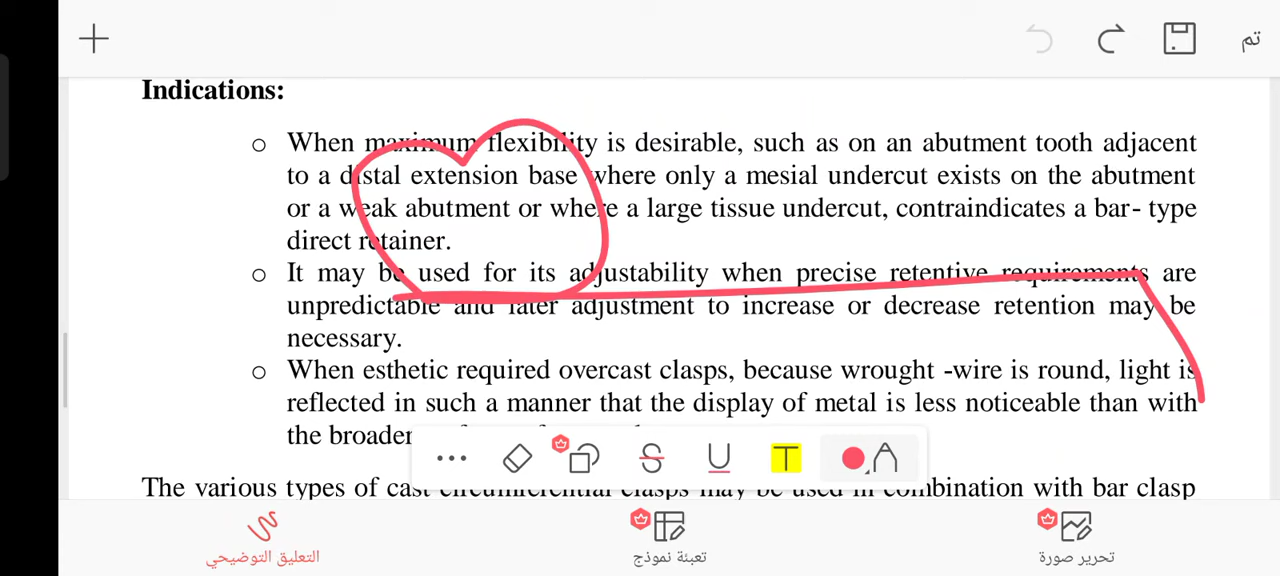 تم
Indications:
o When maximum flexibility is desirable, such as on an abutment tooth adjacent
to a distal extension base where only a mesial undercut exists on the abutment
or a weak abutment or where a large tissue undercut, contraindicates a bar- type
direct retainer.
o It may be used for its adjustability when precise retentive requirements are
unpredictable and later adjustment to increase or decrease retention may be
necessary.
o When esthetic required overcast clasps, because wrought -wire is round, light is
reflected in such a manner that the display of metal is less noticeable than with
the broader
The various types of cast circumferential clasps may be used in combination with bar clasp
التعليق التوضيحي
تعبئة نموذج
تحرير صورة